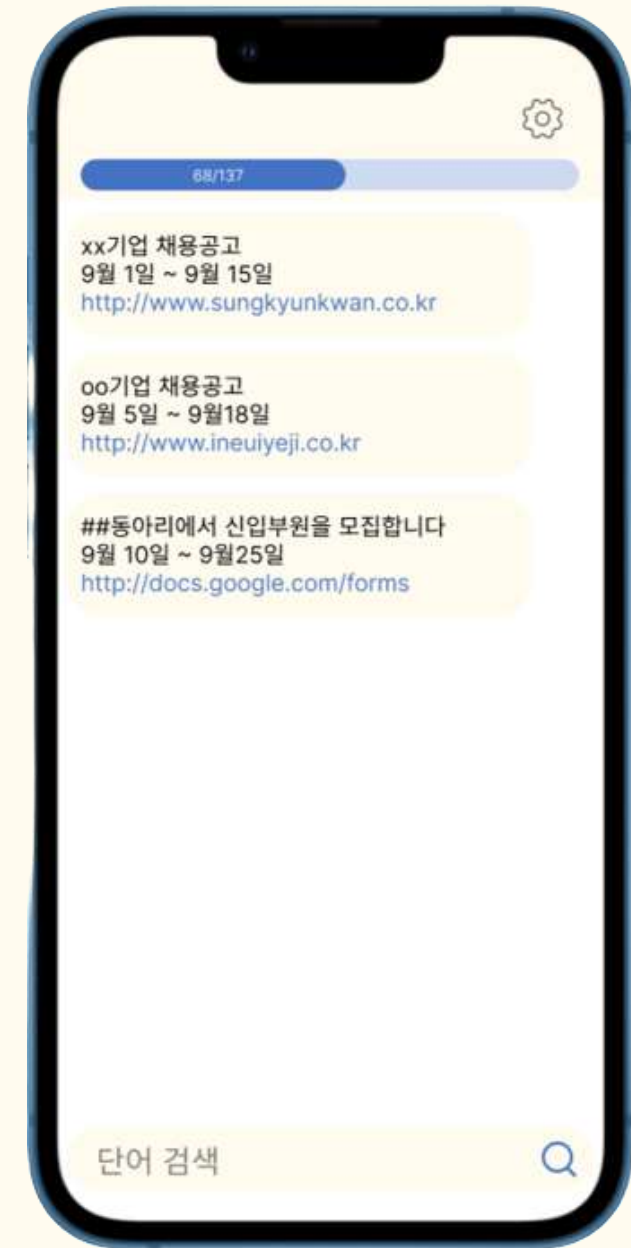 68/137
xx기업 채용공고
9월 1일 ~ 9월 15일
http://www.sungkyunkwan.co.kr
oo기업 채용공고
9월 5일 ~ 9월18일
http://www.ineuiyeji.co.kr
##동아리에서 신입부원을 모집합니다
9월 10일 ~ 9월25일
http://docs.google.com/forms
단어 검색